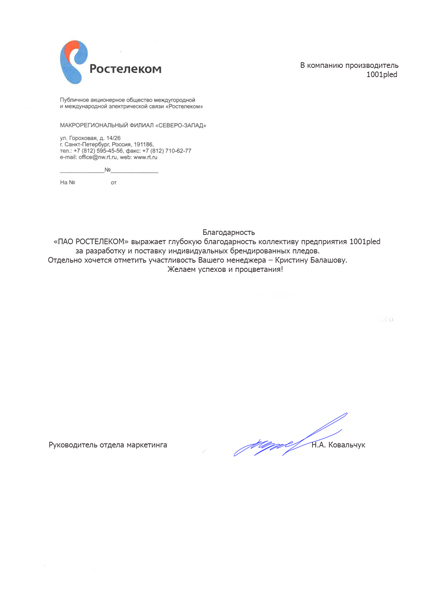 Ростелеком
В компанию производитель
1001pled
Публичное акционерное общество междугородной
и международной электрической связи «Ростелеком»
МАКРОРЕГИОНАЛЬНЫЙ ФИЛИАЛ «СЕВЕРО-ЗАПАД»
ул. Гороховая, д. 14/26
г. Санкт-Петербург, Россия, 191186,
тел.: +7 (812) 595-45-56, факс: +7 (812) 710-62-77
e-mail: office@nw.rt.ru, web: www.rt.ru
______________№______________
На № от
Благодарность
«ПАО РОСТЕЛЕКОМ» выражает глубокую благодарность коллективу предприятия 1001pled
за разработку и поставку индивидуальных брендированных пледов.
Отдельно хочется отметить участливость Вашего менеджера – Кристину Балашову.
Желаем успехов и процветания!
Руководитель отдела маркетинга
Н.А. Ковальчук